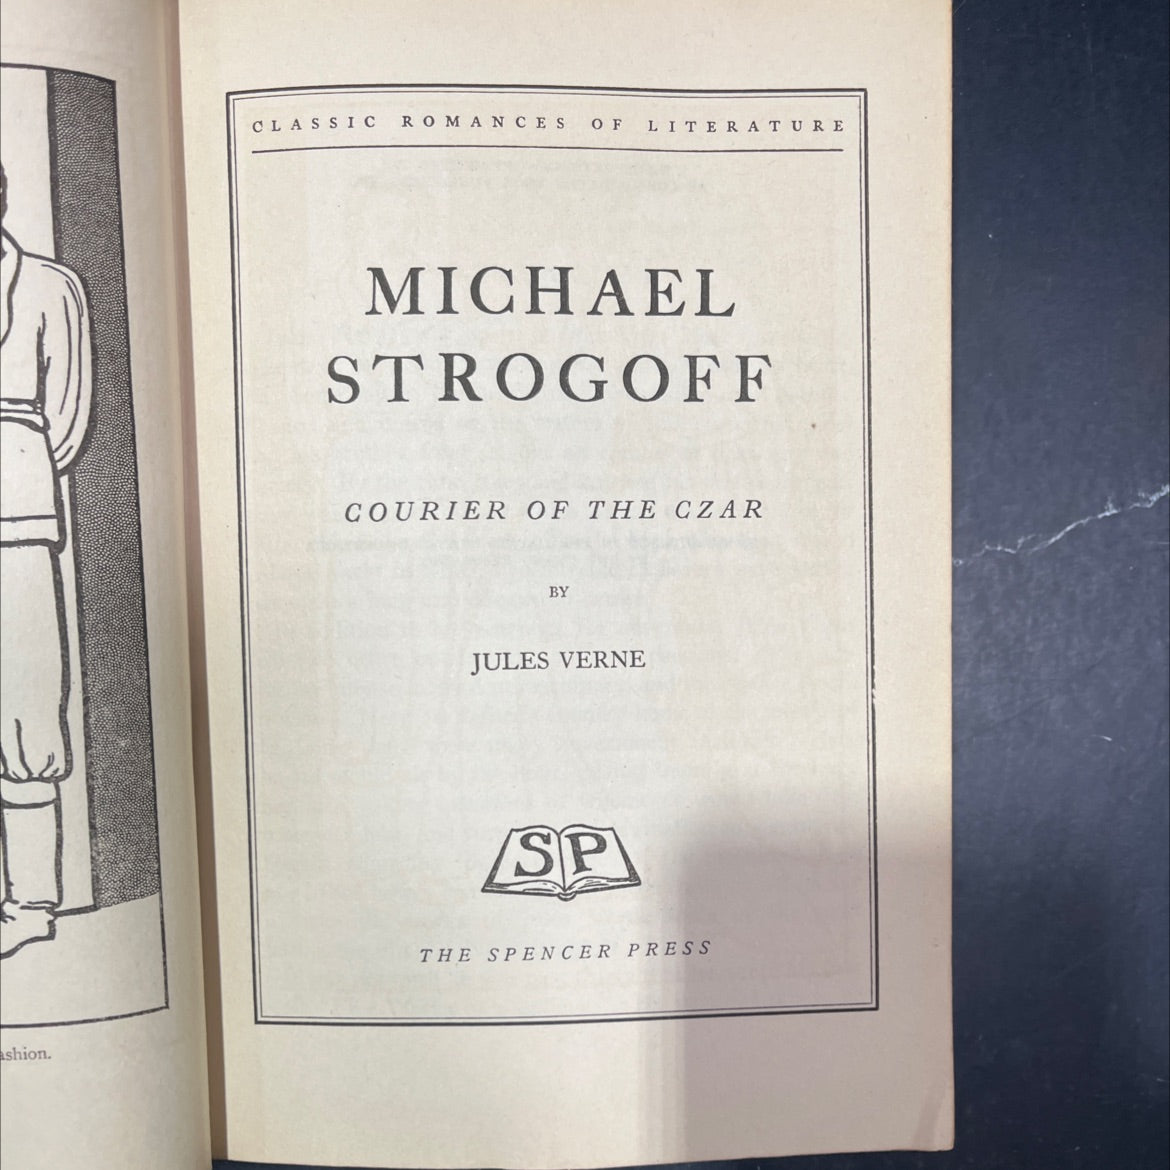 CLASSIC ROMANCES OF LITERATURE
MICHAEL
STROGOFF
COURIER OF THE CZAR
BY
JULES VERNE
SP
THE SPENCER PRESS
ashion.